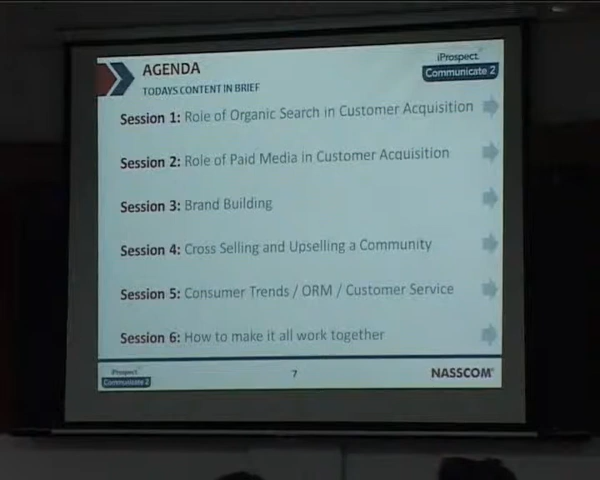 AGENDA
TODAYS CONTENT IN BRIEF
iProspect
Communicate 2
Session 1: Role of Organic Search in Customer Acquisition
Session 2: Role of Paid Media in Customer Acquisition
Session 3: Brand Building
Session 4: Cross Selling and Upselling a Community
Session 5: Consumer Trends / ORM / Customer Service
Session 6: How to make it all work together
iProspect
Communicate 2
7
NASSCOM®